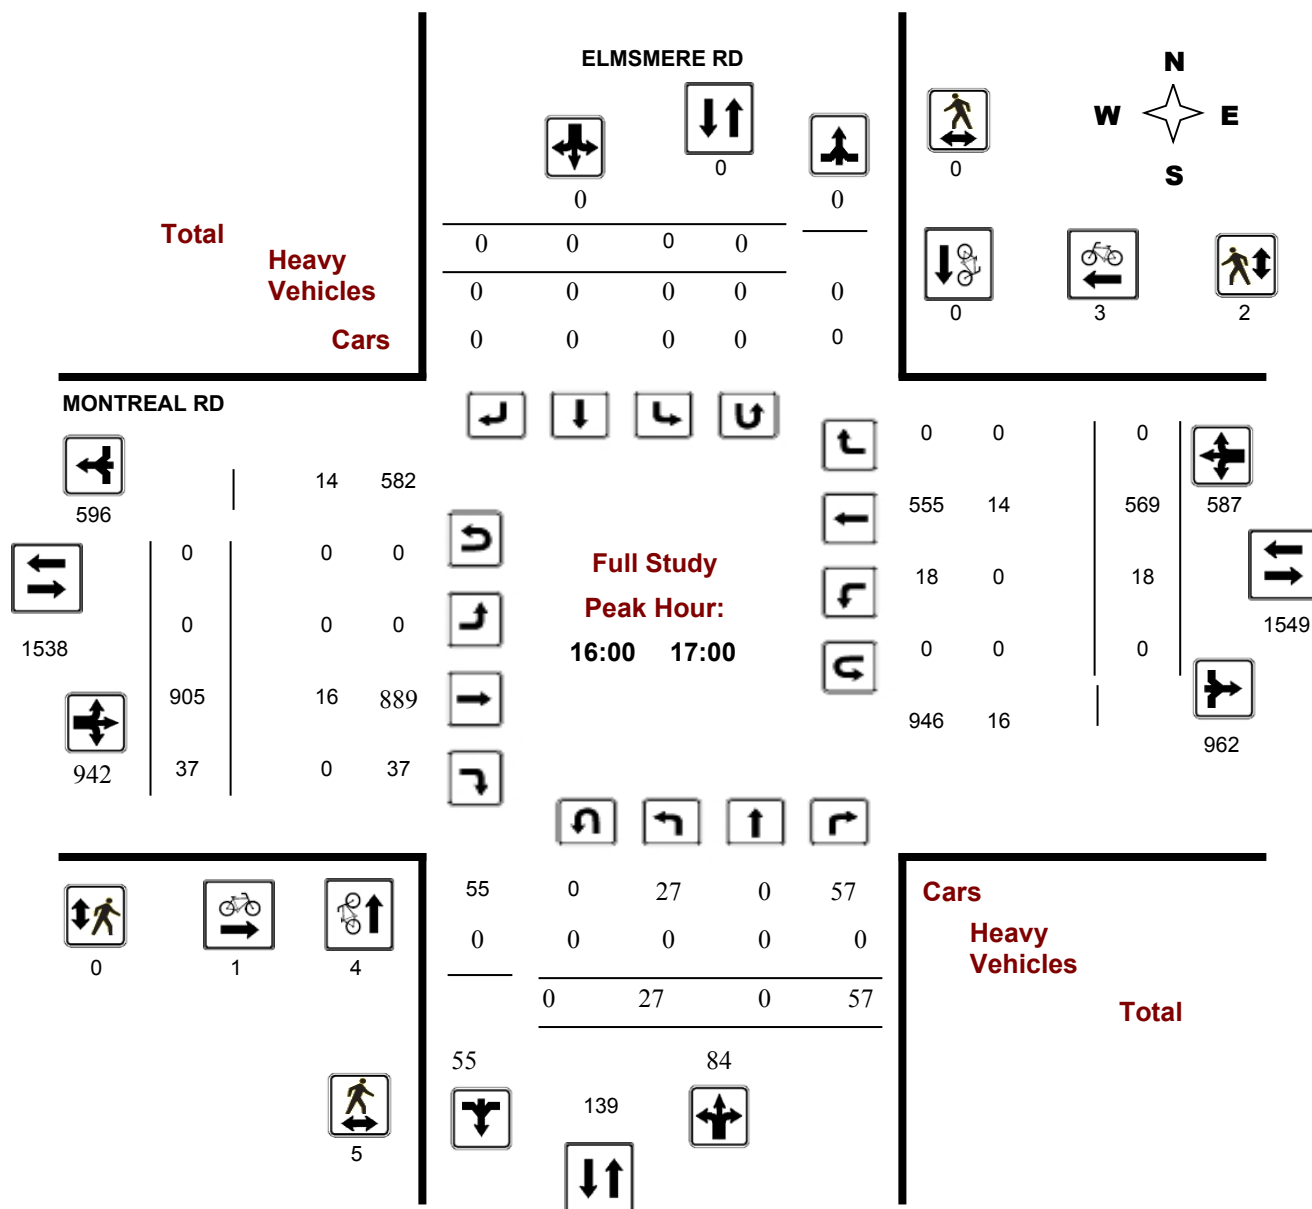 ELMSMERE RD
N
W E
S
0
0
0
0
0
Total
0 0 0 0
Heavy
Vehicles
0 0 0 0 0
0 3 2
Cars
0 0 0 0 0
MONTREAL RD
0 0 0
14 582
596
555 14 569 587
0 0 0
Full Study
18 0 18
Peak Hour:
0 0 0
1538
1549
16:00 17:00
0 0 0
905 16 889
946 16
962
942 37 0 37
55 0 27 0 57
Cars
0 0 0 0 0
Heavy
Vehicles
0 1 4
0 27 0 57
Total
55 84
139
5